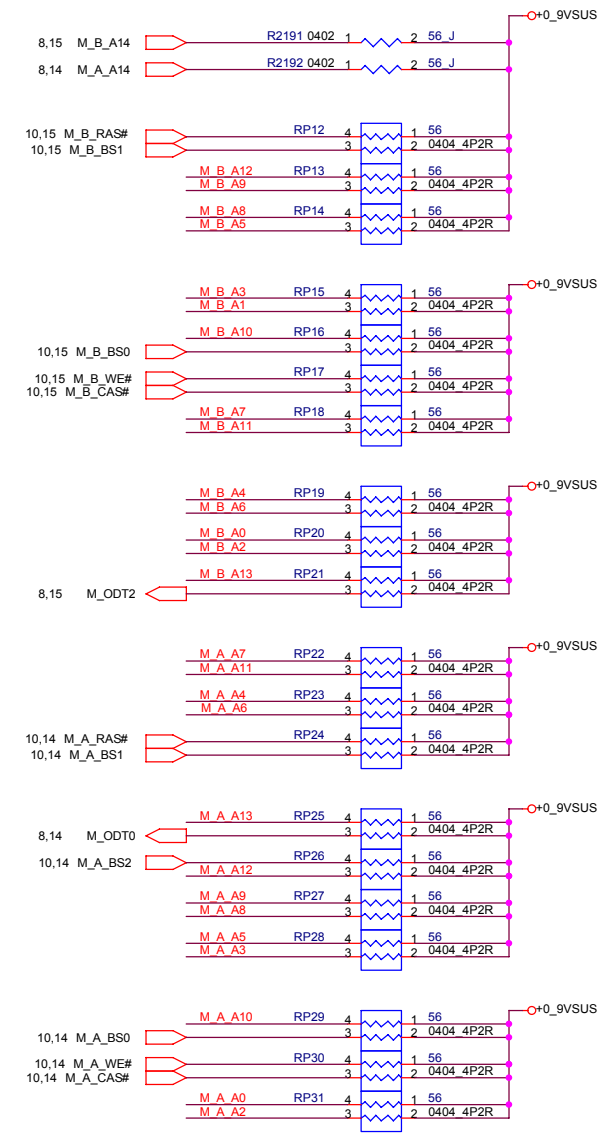 +0_9VSUS
8,15 M_B_A14 R2191 0402 1 2 56_J
8,14 M_A_A14 R2192 0402 1 2 56_J
10,15 M_B_RAS# RP12 4 1 56
10,15 M_B_BS1 3 2 0404_4P2R
M_B_A12 RP13 4 1 56
M_B_A9 3 2 0404_4P2R
M_B_A8 RP14 4 1 56
M_B_A5 3 2 0404_4P2R
+0_9VSUS
M_B_A3 RP15 4 1 56
M_B_A1 3 2 0404_4P2R
M_B_A10 RP16 4 1 56
10,15 M_B_BS0 3 2 0404_4P2R
10,15 M_B_WE# RP17 4 1 56
10,15 M_B_CAS# 3 2 0404_4P2R
M_B_A7 RP18 4 1 56
M_B_A11 3 2 0404_4P2R
+0_9VSUS
M_B_A4 RP19 4 1 56
M_B_A6 3 2 0404_4P2R
M_B_A0 RP20 4 1 56
M_B_A2 3 2 0404_4P2R
M_B_A13 RP21 4 1 56
8,15 M_ODT2 3 2 0404_4P2R
+0_9VSUS
M_A_A7 RP22 4 1 56
M_A_A11 3 2 0404_4P2R
M_A_A4 RP23 4 1 56
M_A_A6 3 2 0404_4P2R
10,14 M_A_RAS# RP24 4 1 56
10,14 M_A_BS1 3 2 0404_4P2R
+0_9VSUS
M_A_A13 RP25 4 1 56
8,14 M_ODT0 3 2 0404_4P2R
10,14 M_A_BS2 RP26 4 1 56
M_A_A12 3 2 0404_4P2R
M_A_A9 RP27 4 1 56
M_A_A8 3 2 0404_4P2R
M_A_A5 RP28 4 1 56
M_A_A3 3 2 0404_4P2R
+0_9VSUS
M_A_A10 RP29 4 1 56
10,14 M_A_BS0 3 2 0404_4P2R
10,14 M_A_WE# RP30 4 1 56
10,14 M_A_CAS# 3 2 0404_4P2R
M_A_A0 RP31 4 1 56
M_A_A2 3 2 0404_4P2R